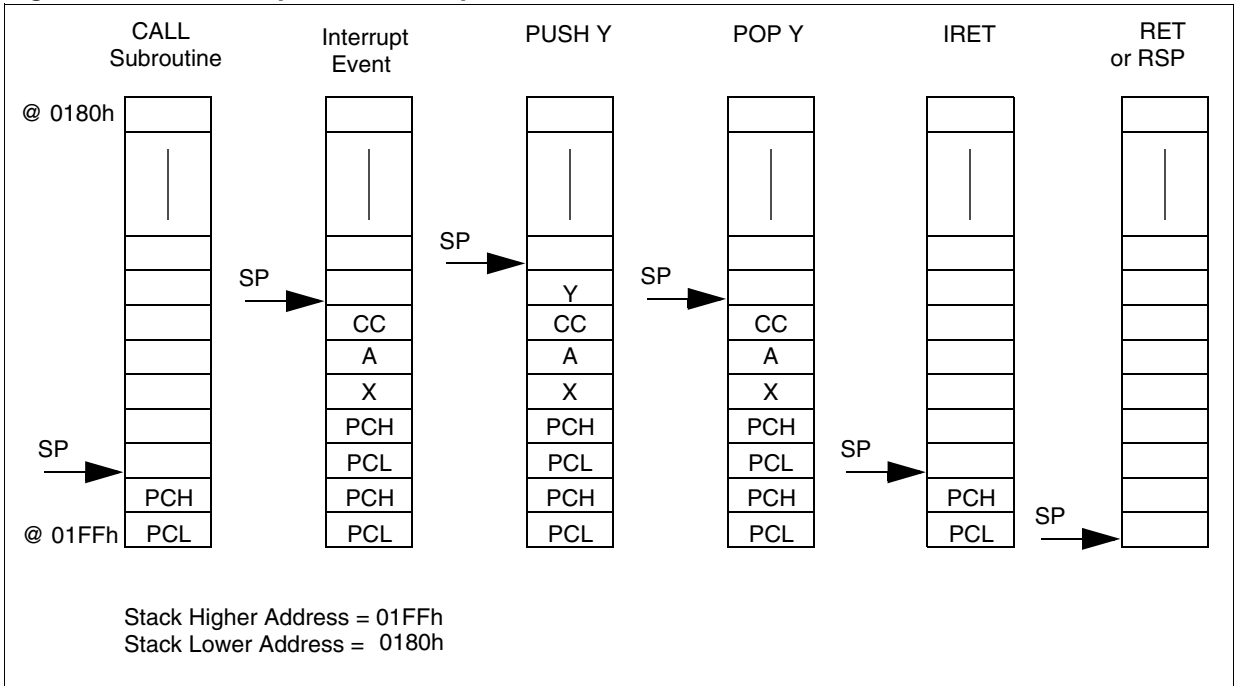 CALL
Subroutine
Interrupt
Event
PUSH Y
POP Y
IRET
RET
or RSP
@ 0180h
SP
SP
SP
Y
CC
CC
CC
A
A
A
X
X
X
PCH
PCH
PCH
SP
SP
PCL
PCL
PCL
PCH
PCH
PCH
PCH
PCH
SP
@ 01FFh
PCL
PCL
PCL
PCL
PCL
Stack Higher Address = 01FFh
Stack Lower Address = 0180h